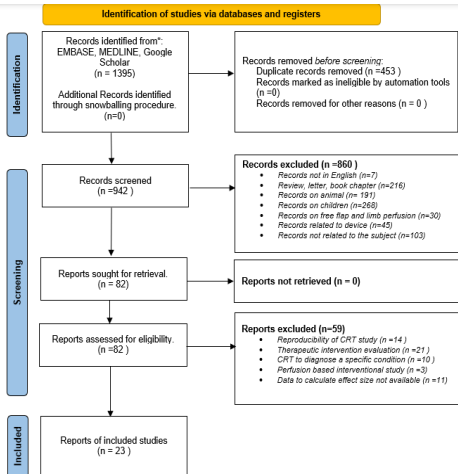 Identification of studies via databases and registers
Identification
Records identified from*:
EMBASE, MEDLINE, Google
Scholar
(n = 1395)
Additional Records identified
through snowballing procedure.
(n=0)
Records removed before screening:
Duplicate records removed (n =453 )
Records marked as ineligible by automation tools
(n =0)
Records removed for other reasons (n = 0 )
Screening
Records screened
(n =942 )
Records excluded (n =860 )
• Records not in English (n=7)
• Review, letter, book chapter (n=216)
• Records on animal (n= 191)
• Records on children (n=268)
• Records on free flap and limb perfusion (n=30)
• Records related to device (n=45)
• Records not related to the subject (n=103)
Reports sought for retrieval.
(n = 82)
Reports not retrieved (n = 0)
Reports assessed for eligibility.
(n =82 )
Reports excluded (n=59)
• Reproducibility of CRT study (n =14 )
• Therapeutic intervention evaluation (n =21 )
• CRT to diagnose a specific condition (n =10 )
• Perfusion based interventional study (n =3)
• Data to calculate effect size not available (n =11)
Included
Reports of included studies
(n = 23 )